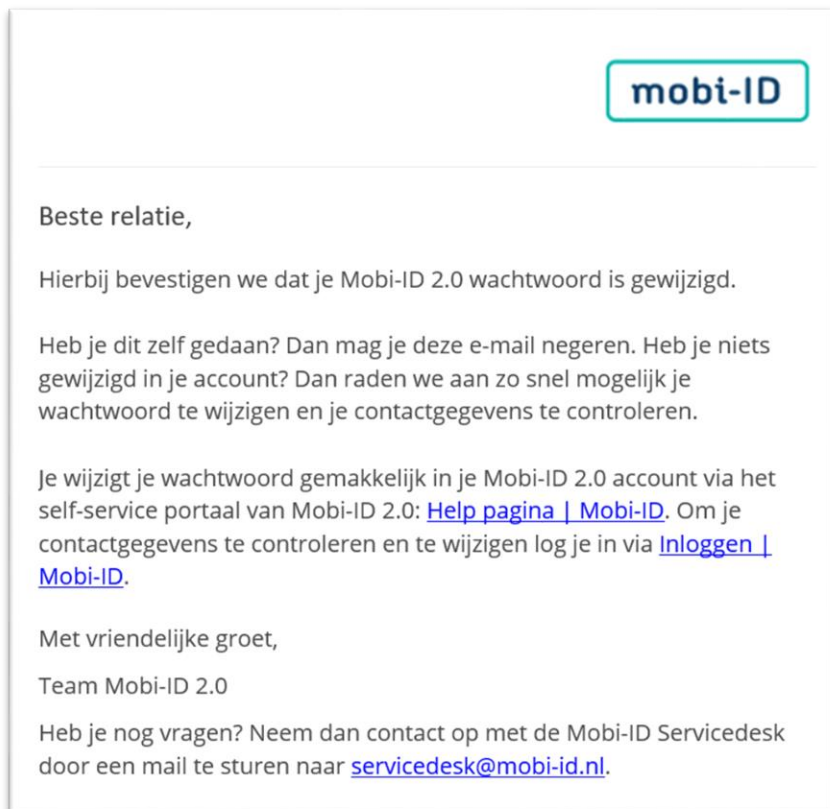 mobi-ID
Beste relatie,
Hierbij bevestigen we dat je Mobi-ID 2.0 wachtwoord is gewijzigd.
Heb je dit zelf gedaan? Dan mag je deze e-mail negeren. Heb je niets
gewijzigd in je account? Dan raden we aan zo snel mogelijk je
wachtwoord te wijzigen en je contactgegevens te controleren.
Je wijzigt je wachtwoord gemakkelijk in je Mobi-ID 2.0 account via het
self-service portaal van Mobi-ID 2.0: Help pagina | Mobi-ID. Om je
contactgegevens te controleren en te wijzigen log je in via Inloggen |
Mobi-ID.
Met vriendelijke groet,
Team Mobi-ID 2.0
Heb je nog vragen? Neem dan contact op met de Mobi-ID Servicedesk
door een mail te sturen naar servicedesk@mobi-id.nl.